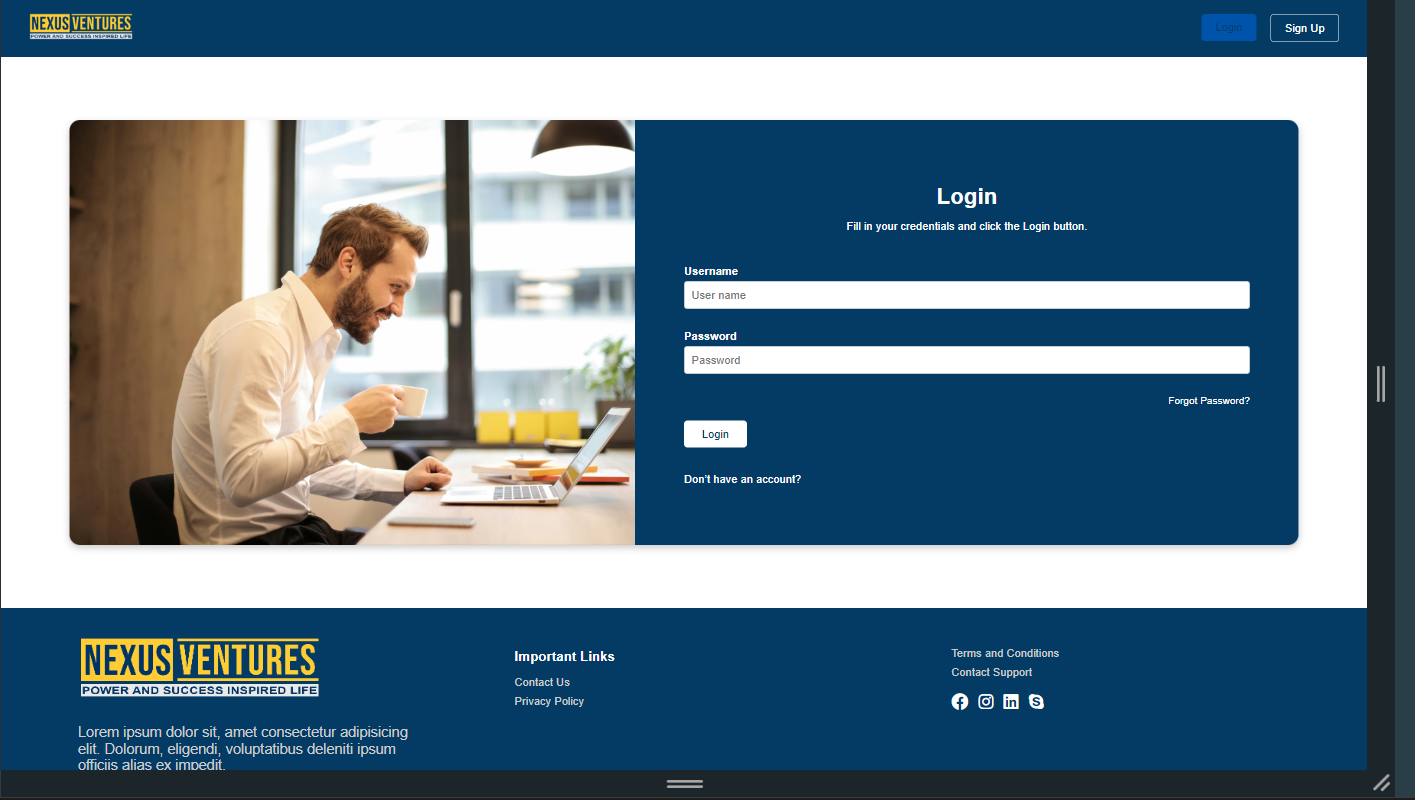 NEXUS VENTURES
POWER AND SUCCESS INSPIRED LIFE
Login
Sign Up
Login
Fill in your credentials and click the Login button.
Username
User name
Password
Password
Forgot Password?
Login
Don't have an account?
NEXUS VENTURES
POWER AND SUCCESS INSPIRED LIFE
Lorem ipsum dolor sit, amet consectetur adipisicing
elit. Dolorum, eligendi, voluptatibus deleniti ipsum
officiis alias ex impedit.
Important Links
Contact Us
Privacy Policy
Terms and Conditions
Contact Support